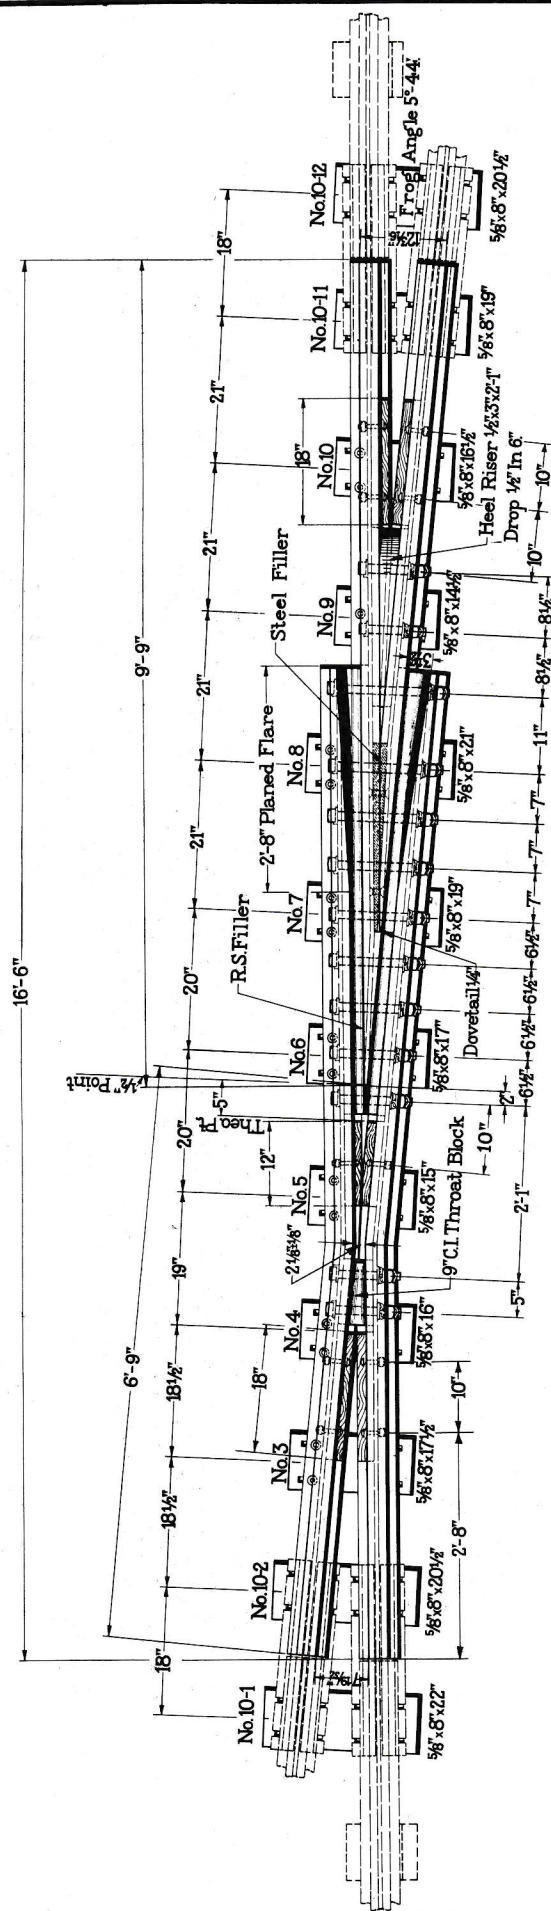 16'-6"
9'-9"
6'-9"
½" Point
18"
21"
21"
21"
21"
20"
20"
19"
18½"
18½"
18"
5"
Theo. Pt.
12"
18"
18"
2'-8" Planed Flare
R.S. Filler
Steel Filler
No.10-1
No.10-2
No.3
No.4
No.5
No.6
No.7
No.8
No.9
No.10
No.10-11
No.10-12
Frog Angle 5°-44'
2⅛"
1⅞"
9" C.I. Throat Block
Dovetail ¼"
Heel Riser ½"x3"x2'-1"
Drop ½" In 6"
5/8"x8"x22"
5/8"x8"x20½"
5/8"x8"x17½"
5/8"x8"x16"
5/8"x8"x15"
5/8"x8"x17"
5/8"x8"x19"
5/8"x8"x21"
5/8"x8"x14½"
5/8"x8"x16½"
5/8"x8"x19"
5/8"x8"x20½"
2'-8"
10"
5"
2'-1"
10"
2"
6½"
6½"
6½"
6½"
7"
7"
7"
11"
8½"
8½"
10"
10"